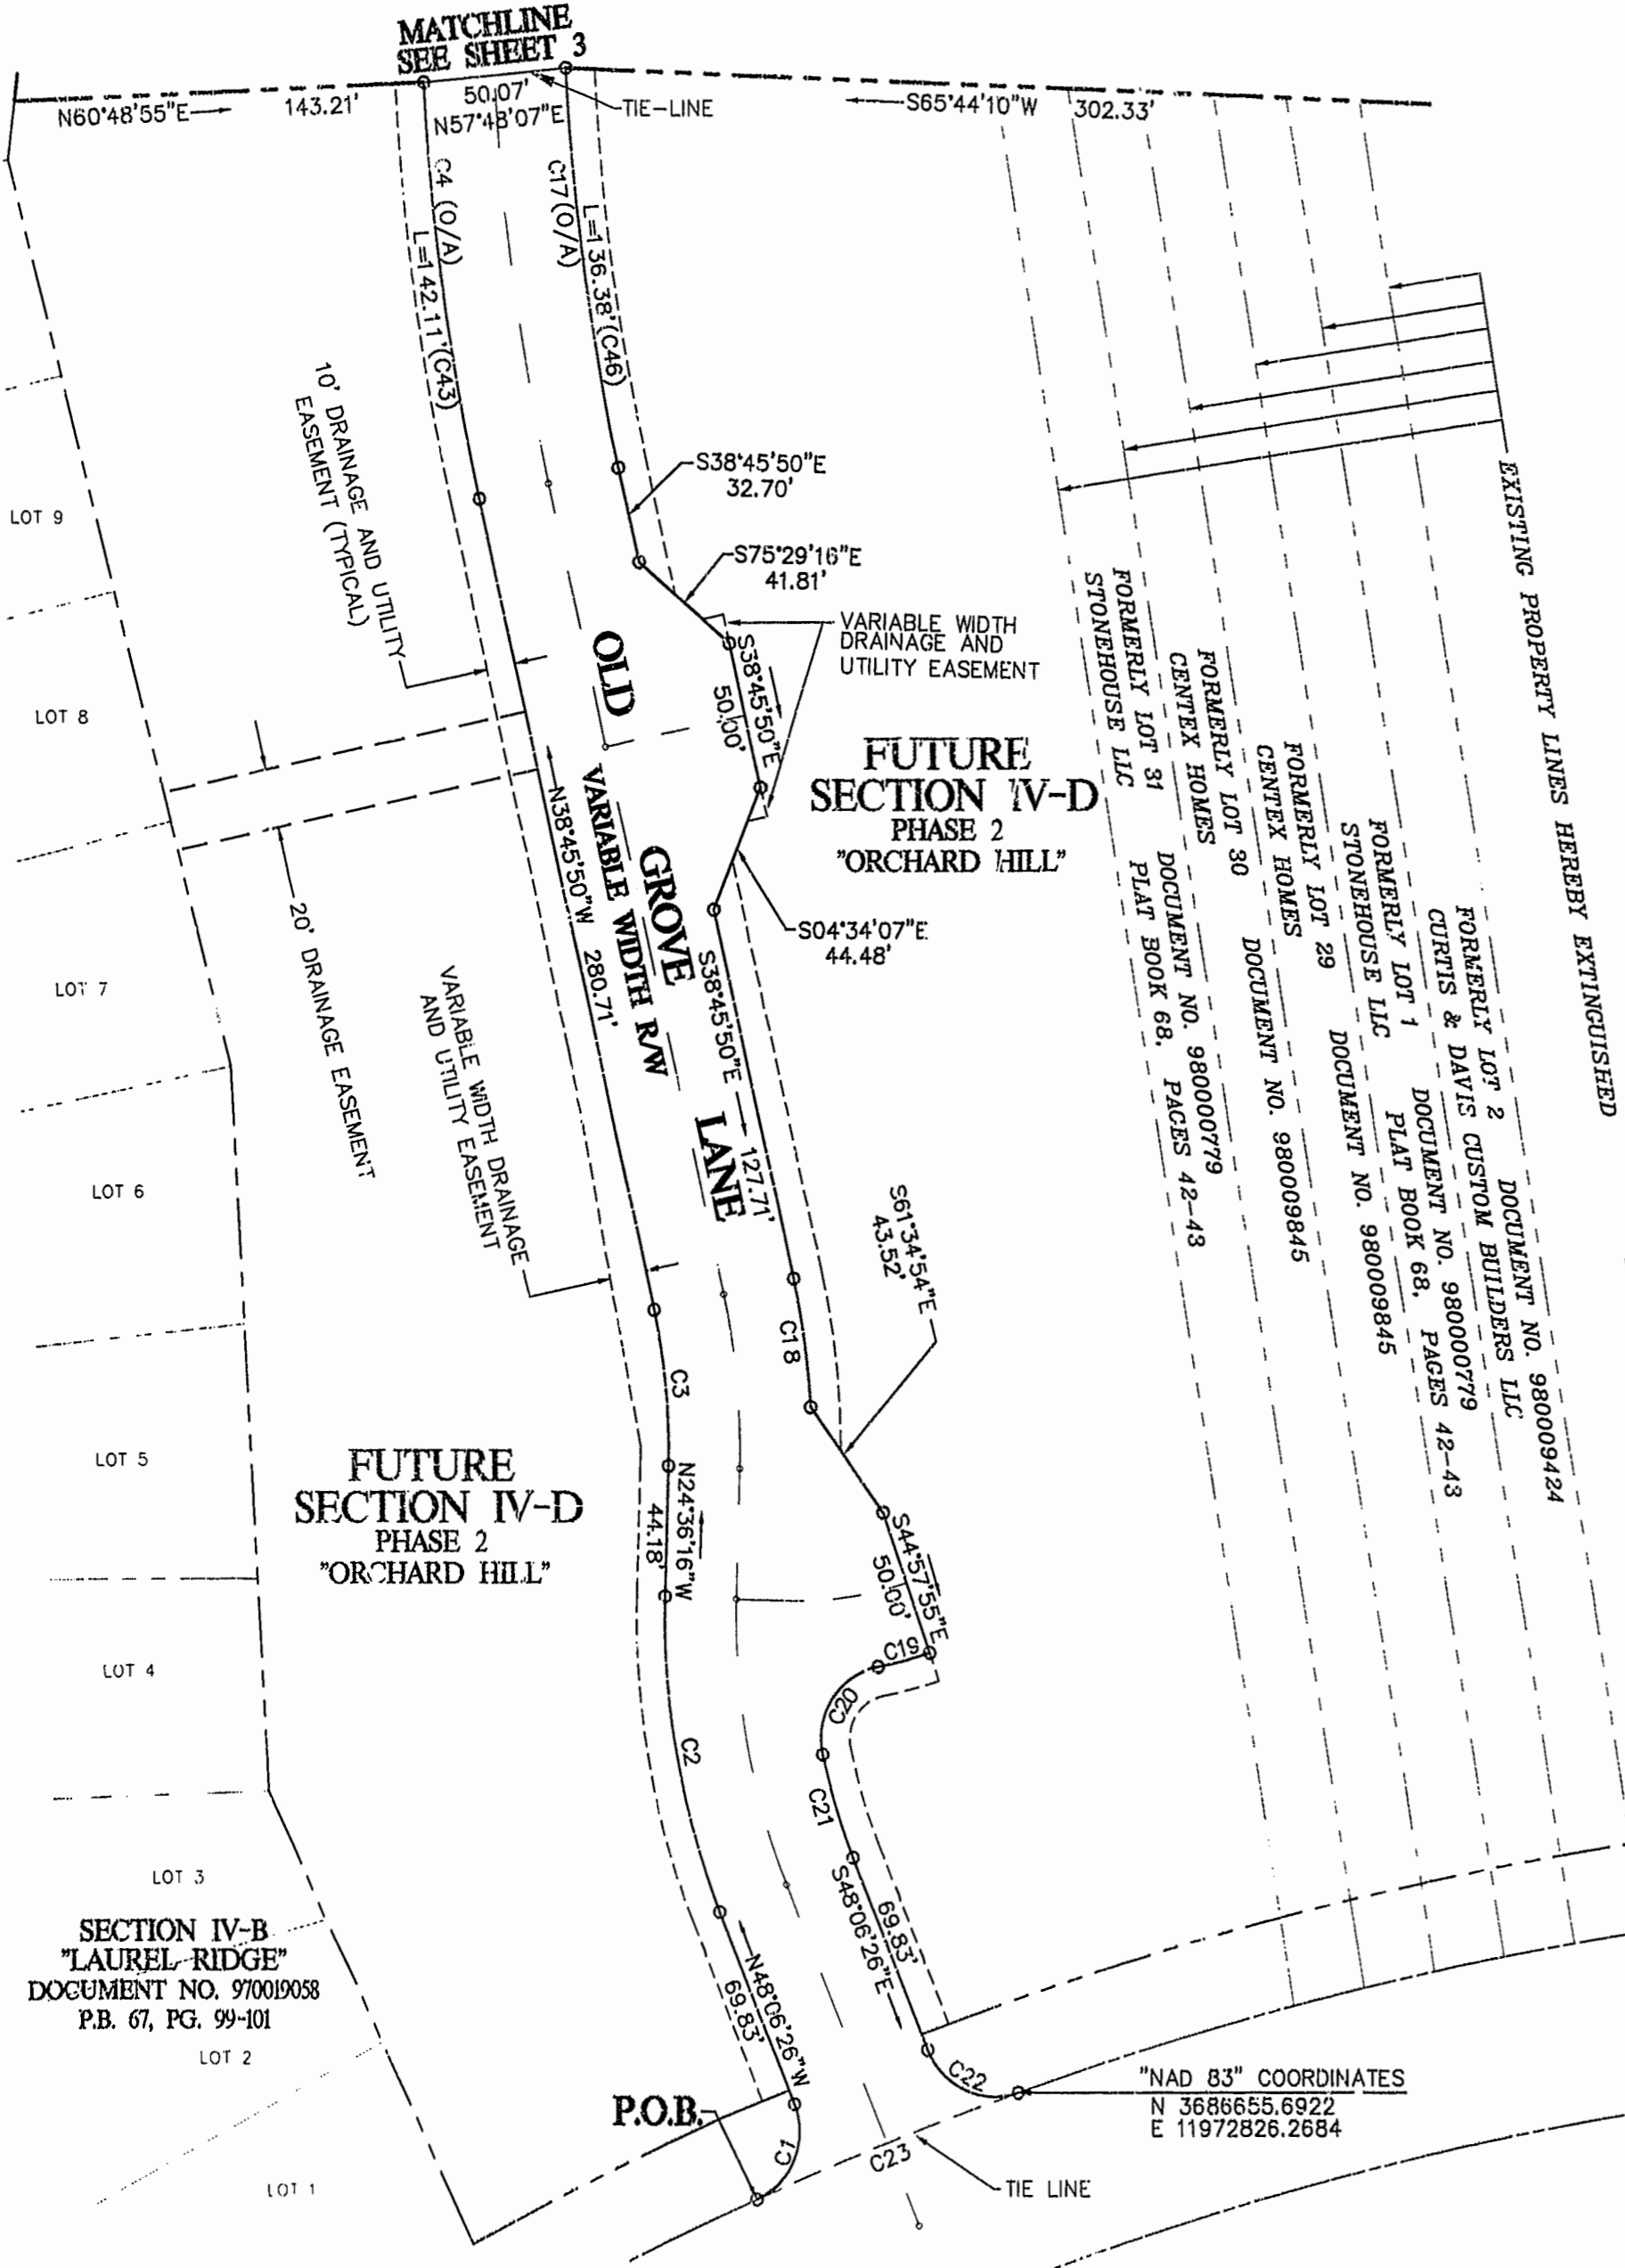 MATCHLINE
SEE SHEET 3
N60°48'55"E
143.21'
50.07'
N57°48'07"E
TIE-LINE
S65°44'10"W
302.33'
C4 (O/A)
L=142.11'(C43)
C17(O/A)
L=136.38'(C46)
10' DRAINAGE AND UTILITY
EASEMENT (TYPICAL)
S38°45'50"E
32.70'
S75°29'16"E
41.81'
VARIABLE WIDTH
DRAINAGE AND
UTILITY EASEMENT
S38°45'50"E
50.00'
EXISTING PROPERTY LINES HEREBY EXTINGUISHED
LOT 9
LOT 8
LOT 7
LOT 6
LOT 5
LOT 4
LOT 3
LOT 2
LOT 1
OLD
GROVE
LANE
VARIABLE WIDTH R/W
N38°45'50"W 280.71'
FUTURE
SECTION IV-D
PHASE 2
"ORCHARD HILL"
S04°34'07"E
44.48'
S38°45'50"E
127.71'
FORMERLY LOT 31
STONEHOUSE LLC
DOCUMENT NO. 980000779
PLAT BOOK 68, PAGES 42-43
FORMERLY LOT 30
CENTEX HOMES
DOCUMENT NO. 980009845
FORMERLY LOT 29
CENTEX HOMES
DOCUMENT NO. 980009845
FORMERLY LOT 1
STONEHOUSE LLC
DOCUMENT NO. 980000779
PLAT BOOK 68, PAGES 42-43
FORMERLY LOT 2
CURTIS & DAVIS CUSTOM BUILDERS LLC
DOCUMENT NO. 980009424
20' DRAINAGE EASEMENT
VARIABLE WIDTH DRAINAGE
AND UTILITY EASEMENT
S61°34'54"E
43.52'
C18
C3
N24°36'16"W
44.18'
S44°57'55"E
50.00'
C19
C20
C21
C2
FUTURE
SECTION IV-D
PHASE 2
"ORCHARD HILL"
S48°06'26"E
69.83'
N48°06'26"W
69.83'
SECTION IV-B
"LAUREL RIDGE"
DOCUMENT NO. 970019058
P.B. 67, PG. 99-101
C22
"NAD 83" COORDINATES
N 3686655.6922
E 11972826.2684
P.O.B.
C1
C23
TIE LINE